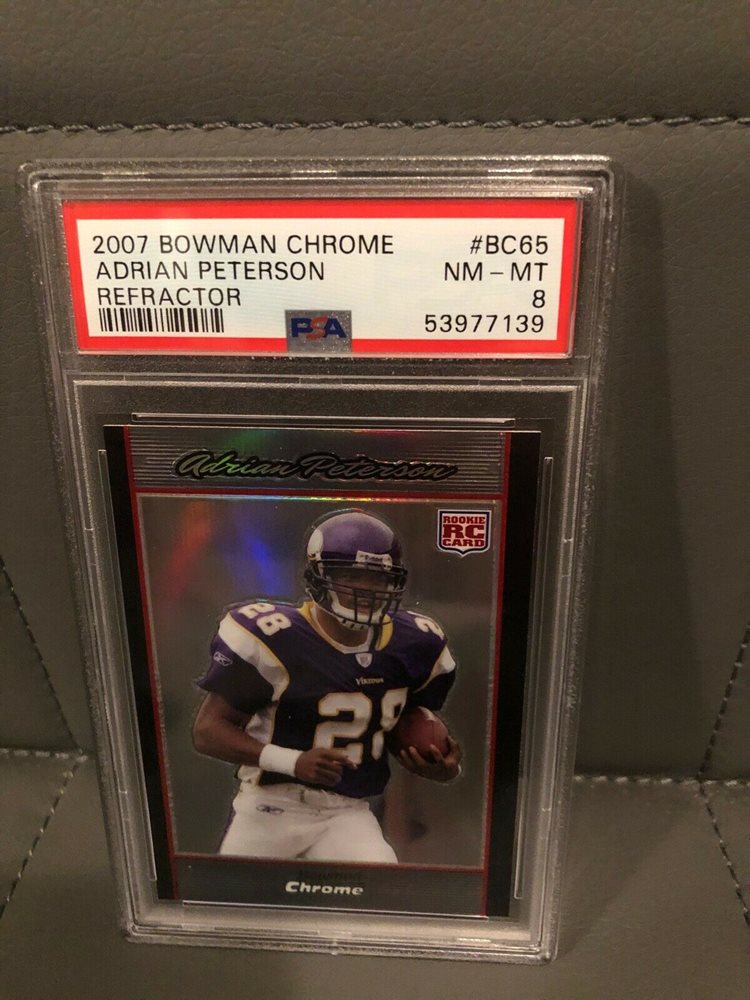 2007 BOWMAN CHROME #BC65
ADRIAN PETERSON NM - MT
REFRACTOR 8
PSA 53977139
Adrian Peterson
ROOKIE
RC
CARD
28
28
VIKINGS
28
Bowman
Chrome